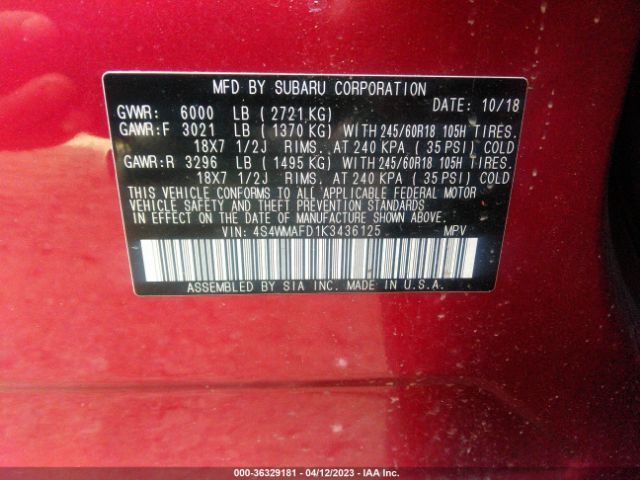 MFD BY SUBARU CORPORATION
GVWR: 6000 LB ( 2721 KG) DATE: 10/18
GAWR:F 3021 LB ( 1370 KG) WITH 245/60R18 105H TIRES.
18X7 1/2J RIMS. AT 240 KPA ( 35 PSI) COLD
GAWR:R 3296 LB ( 1495 KG) WITH 245/60R18 105H TIRES.
18X7 1/2J RIMS. AT 240 KPA ( 35 PSI) COLD
THIS VEHICLE CONFORMS TO ALL APPLICABLE FEDERAL MOTOR
VEHICLE SAFETY AND THEFT PREVENTION STANDARDS
IN EFFECT ON THE DATE OF MANUFACTURE SHOWN ABOVE.
VIN: 4S4WMAFD1K3436125 MPV
ASSEMBLED BY SIA INC. MADE IN U.S.A.
000-36329181 - 04/12/2023 - IAA Inc.